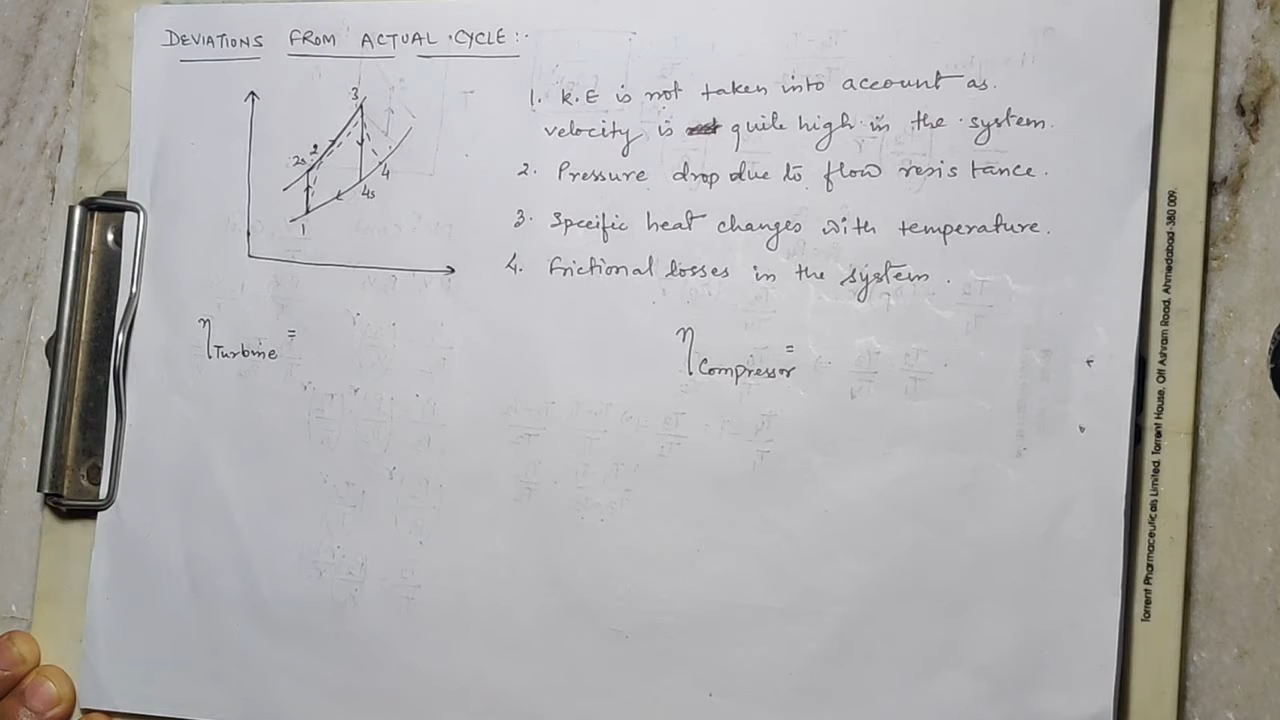 DEVIATIONS FROM ACTUAL CYCLE :-
1. K.E is not taken into account as
velocity is quite high in the system.
2. Pressure drop due to flow resistance.
3. Specific heat changes with temperature.
4. Frictional losses in the system.
3
2s 2
4
4s
1
η Turbine =
η Compressor =
Torrent Pharmaceuticals Limited. Torrent House, Off Ashram Road, Ahmedabad-380 009.